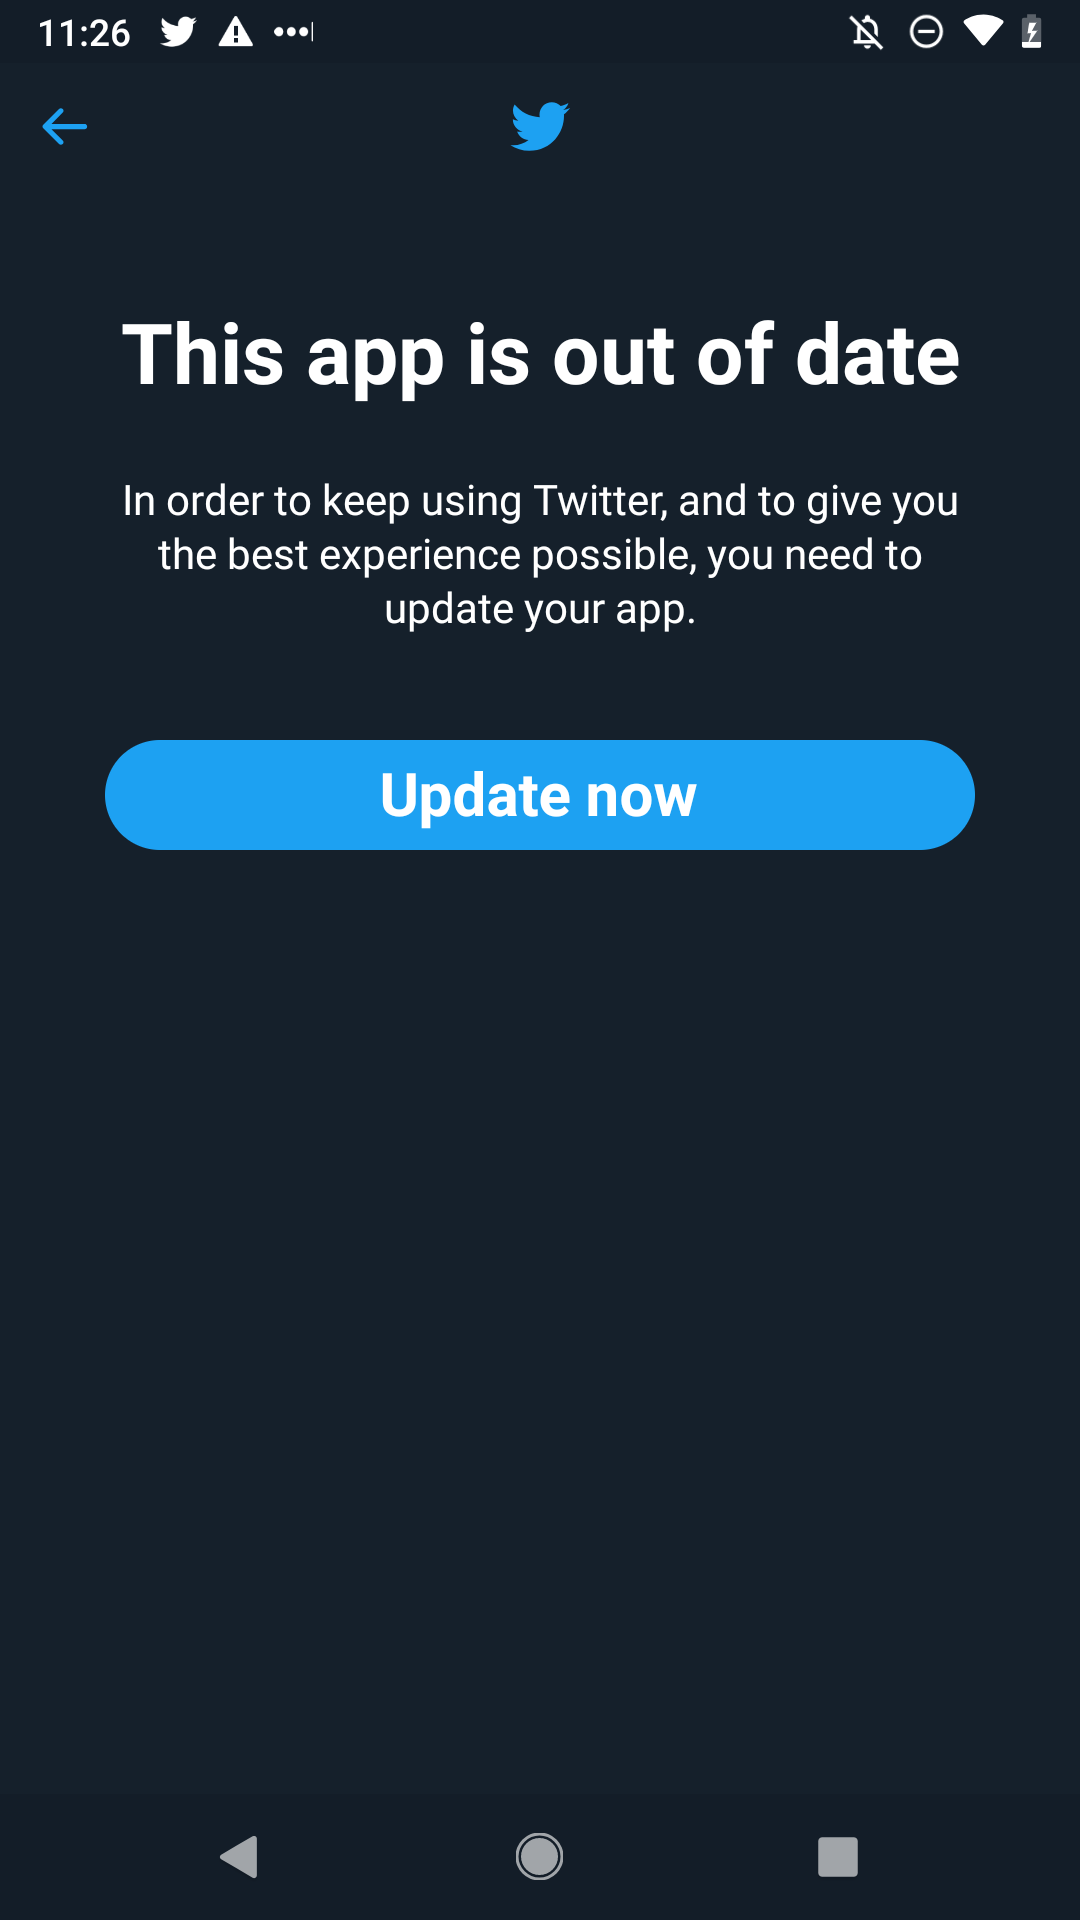 11:26
This app is out of date
In order to keep using Twitter, and to give you
the best experience possible, you need to
update your app.
Update now